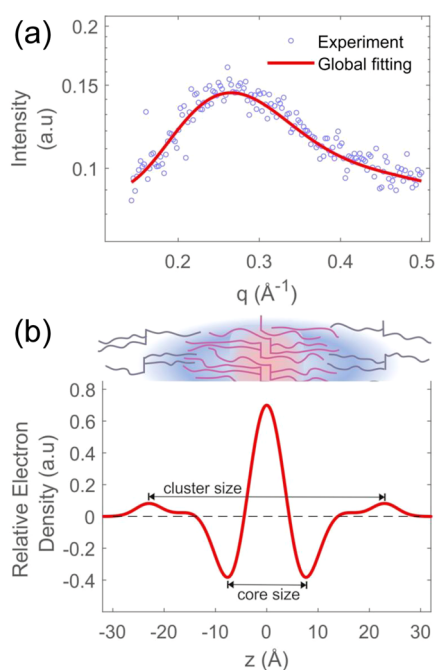 (a)
0.2
0.15
0.1
Intensity
(a.u)
Experiment
Global fitting
0.2
0.3
0.4
0.5
q (Å⁻¹)
(b)
0.8
0.6
0.4
0.2
0
-0.2
-0.4
Relative Electron
Density (a.u)
cluster size
core size
-30
-20
-10
0
10
20
30
z (Å)